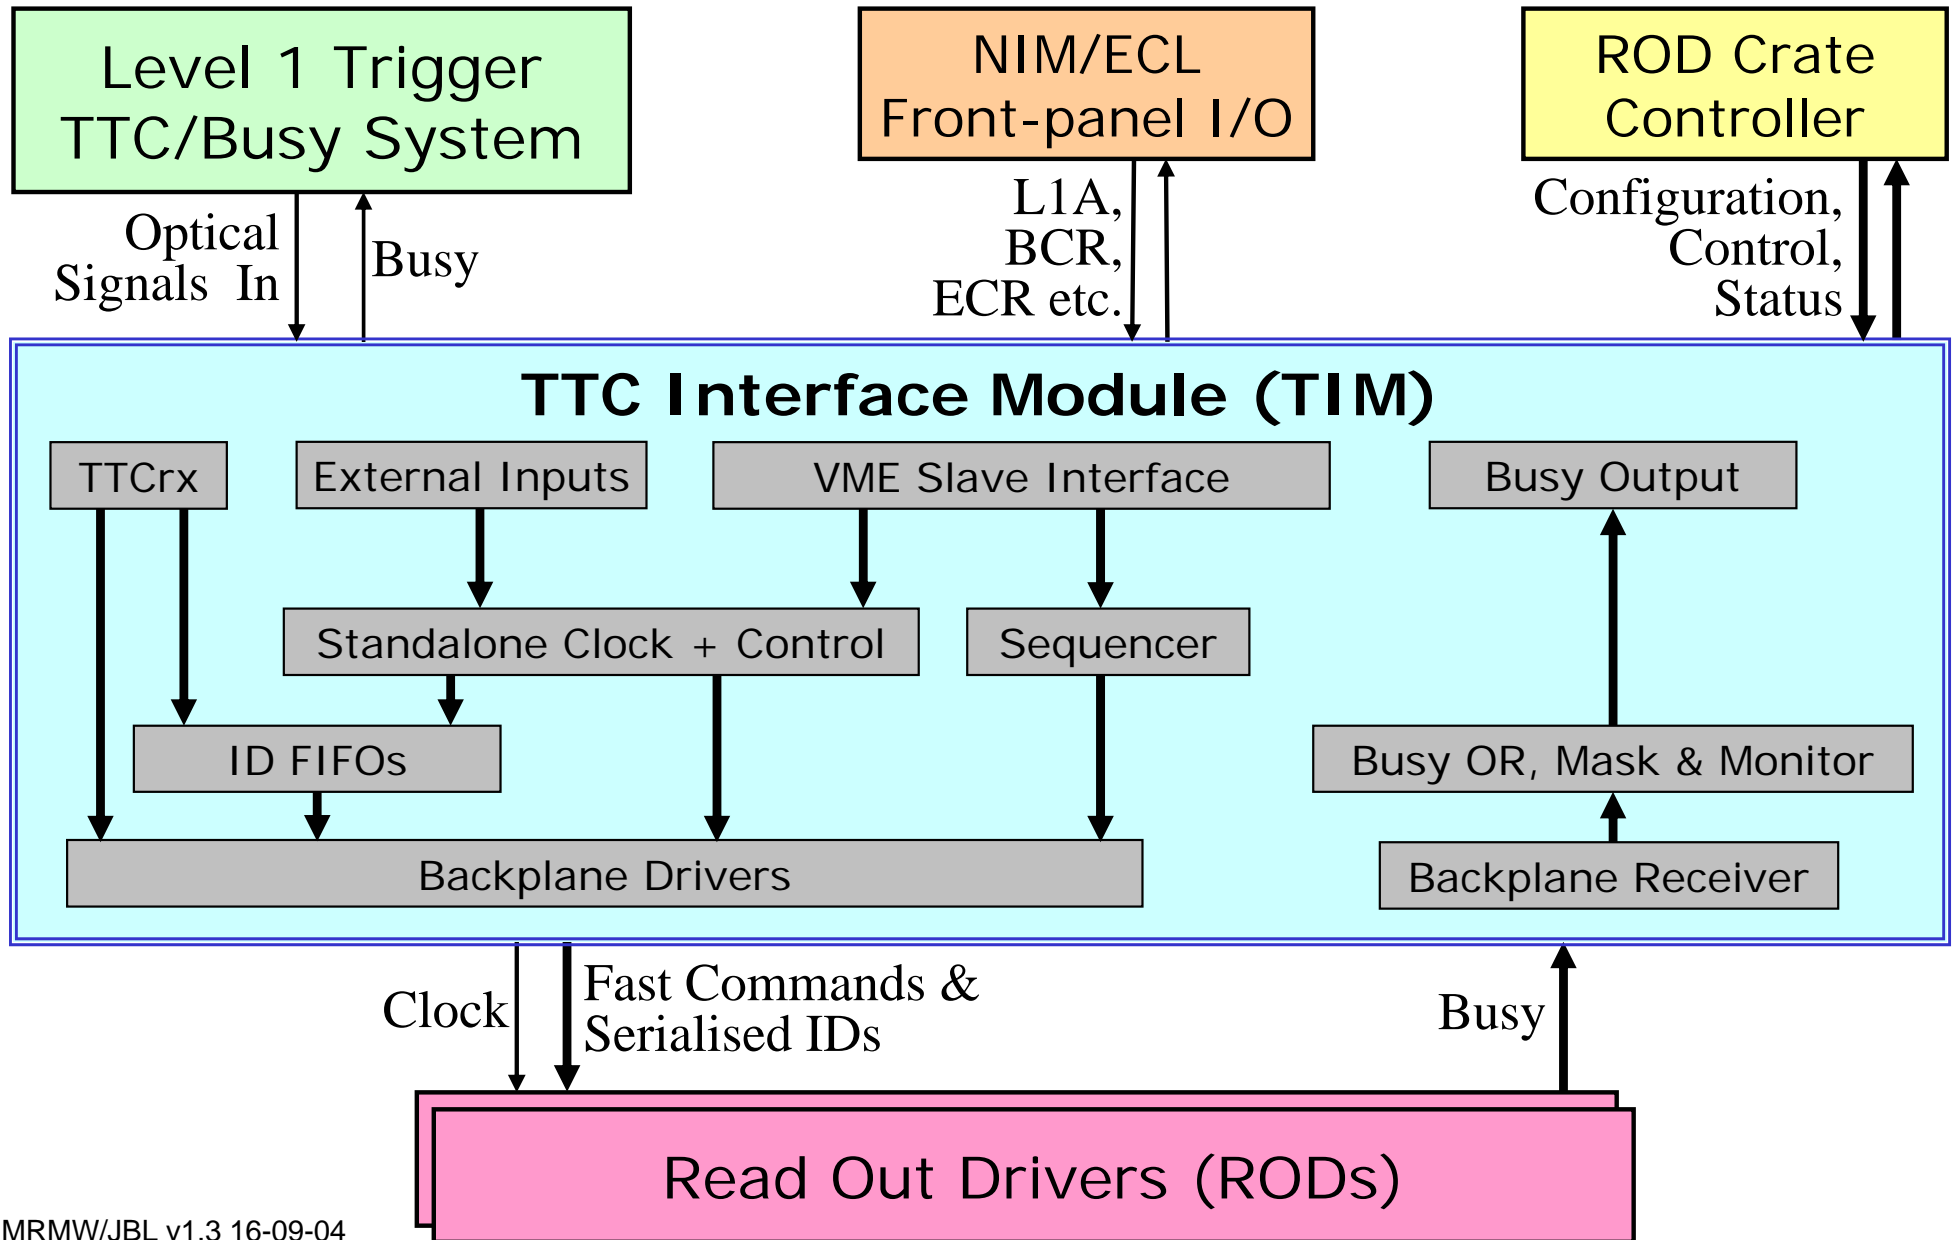 Level 1 Trigger
TTC/Busy System
NIM/ECL
Front-panel I/O
ROD Crate
Controller
Optical
Signals In
Busy
L1A,
BCR,
ECR etc.
Configuration,
Control,
Status
TTC Interface Module (TIM)
TTCrx
External Inputs
VME Slave Interface
Busy Output
Standalone Clock + Control
Sequencer
ID FIFOs
Busy OR, Mask & Monitor
Backplane Drivers
Backplane Receiver
Clock
Fast Commands &
Serialised IDs
Busy
Read Out Drivers (RODs)
MRMW/JBL v1.3 16-09-04